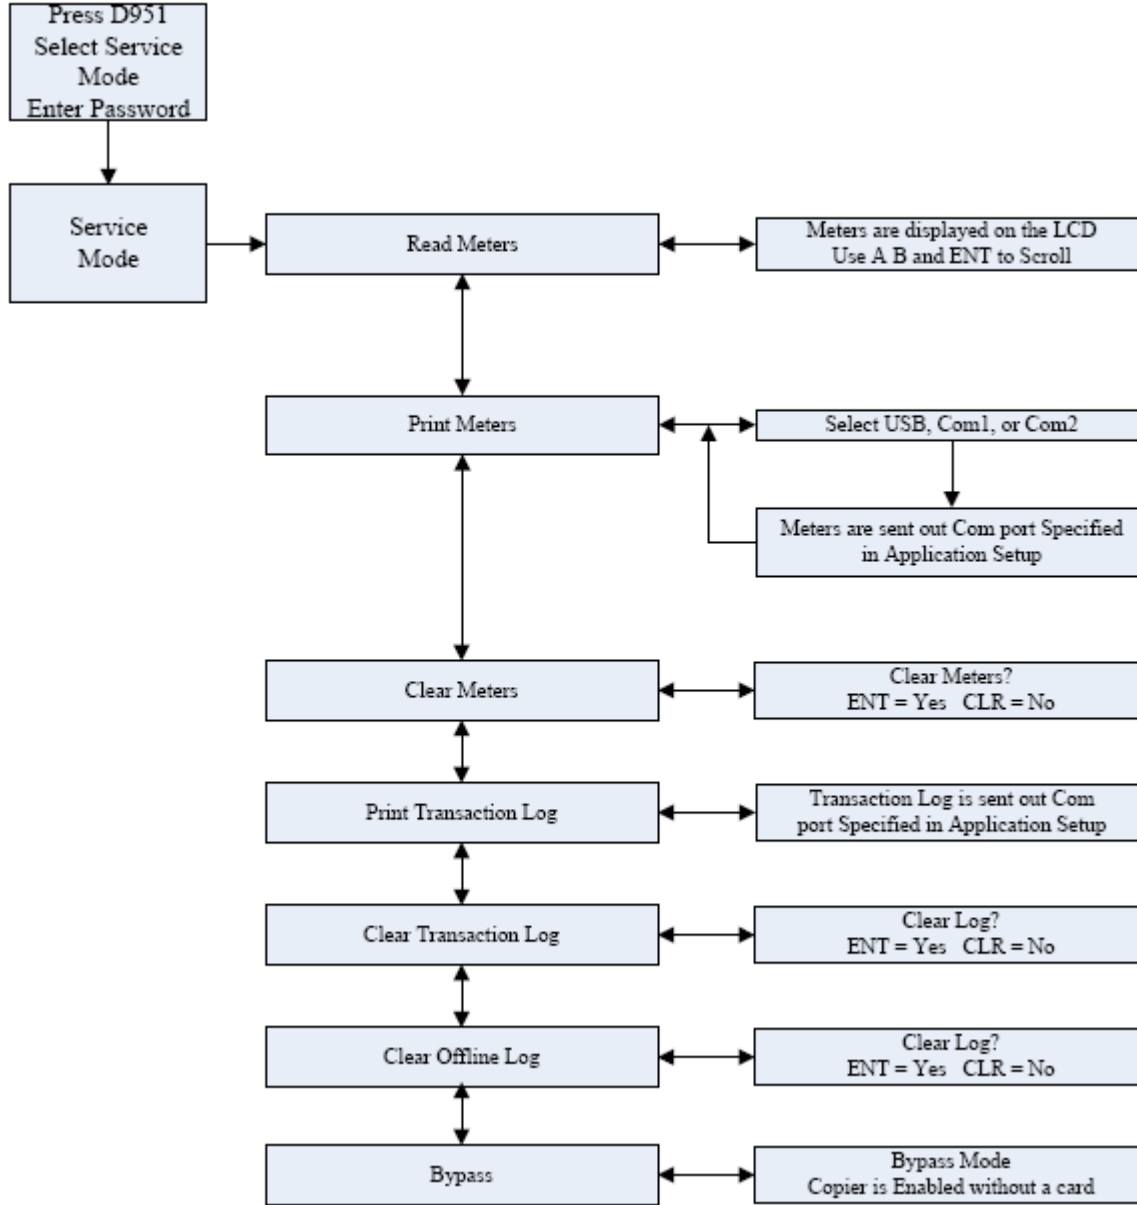 Press D951
Select Service
Mode
Enter Password
Service
Mode
Read Meters
Meters are displayed on the LCD
Use A B and ENT to Scroll
Print Meters
Select USB, Com1, or Com2
Meters are sent out Com port Specified
in Application Setup
Clear Meters
Clear Meters?
ENT = Yes   CLR = No
Print Transaction Log
Transaction Log is sent out Com
port Specified in Application Setup
Clear Transaction Log
Clear Log?
ENT = Yes   CLR = No
Clear Offline Log
Clear Log?
ENT = Yes   CLR = No
Bypass
Bypass Mode
Copier is Enabled without a card